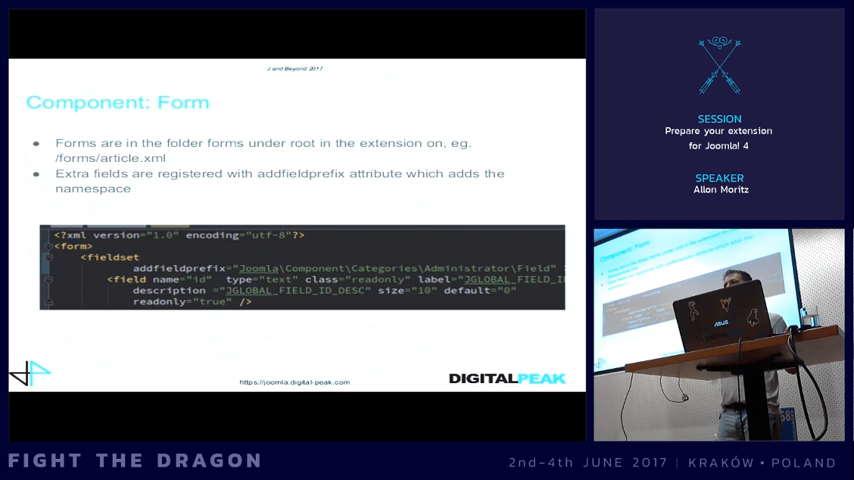 J and Beyond 2017
Component: Form
Forms are in the folder forms under root in the extension on, eg.
/forms/article.xml
Extra fields are registered with addfieldprefix attribute which adds the
namespace
<?xml version="1.0" encoding="utf-8"?>
<form>
<fieldset
addfieldprefix="Joomla\Component\Categories\Administrator\Field"
<field name="id" type="text" class="readonly" label="JGLOBAL_FIELD_ID
description ="JGLOBAL_FIELD_ID_DESC" size="10" default="0"
readonly="true" />
https://joomla.digital-peak.com
DIGITALPEAK
SESSION
Prepare your extension
for Joomla! 4
SPEAKER
Allon Moritz
ASUS
FIGHT THE DRAGON
2nd-4th JUNE 2017 | KRAKÓW • POLAND